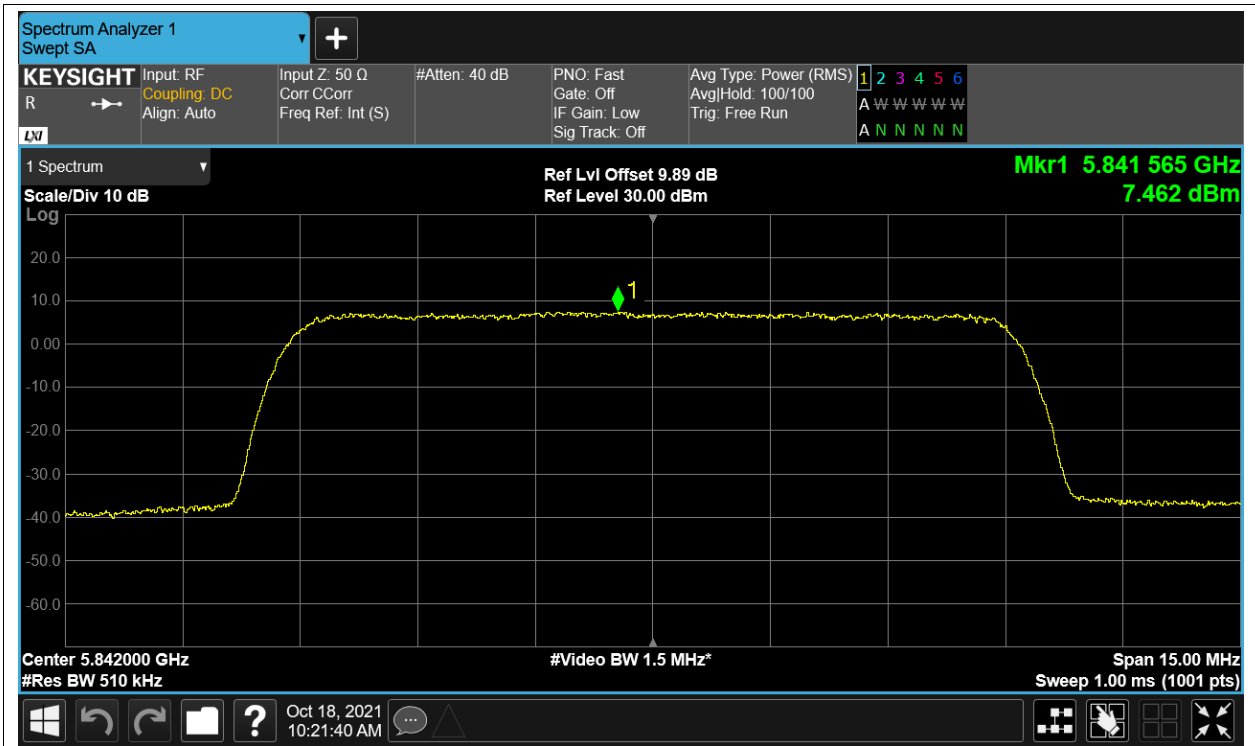 Spectrum Analyzer 1
Swept SA
KEYSIGHT
R
LXI
Input: RF
Coupling: DC
Align: Auto
Input Z: 50 Ω
Corr CCorr
Freq Ref: Int (S)
#Atten: 40 dB
PNO: Fast
Gate: Off
IF Gain: Low
Sig Track: Off
Avg Type: Power (RMS)
Avg|Hold: 100/100
Trig: Free Run
1 2 3 4 5 6
A W W W W W
A N N N N N
1 Spectrum
Scale/Div 10 dB
Ref Lvl Offset 9.89 dB
Ref Level 30.00 dBm
Mkr1 5.841 565 GHz
7.462 dBm
Log
20.0
10.0
0.00
-10.0
-20.0
-30.0
-40.0
-50.0
-60.0
1
Center 5.842000 GHz
#Res BW 510 kHz
#Video BW 1.5 MHz*
Span 15.00 MHz
Sweep 1.00 ms (1001 pts)
?
Oct 18, 2021
10:21:40 AM